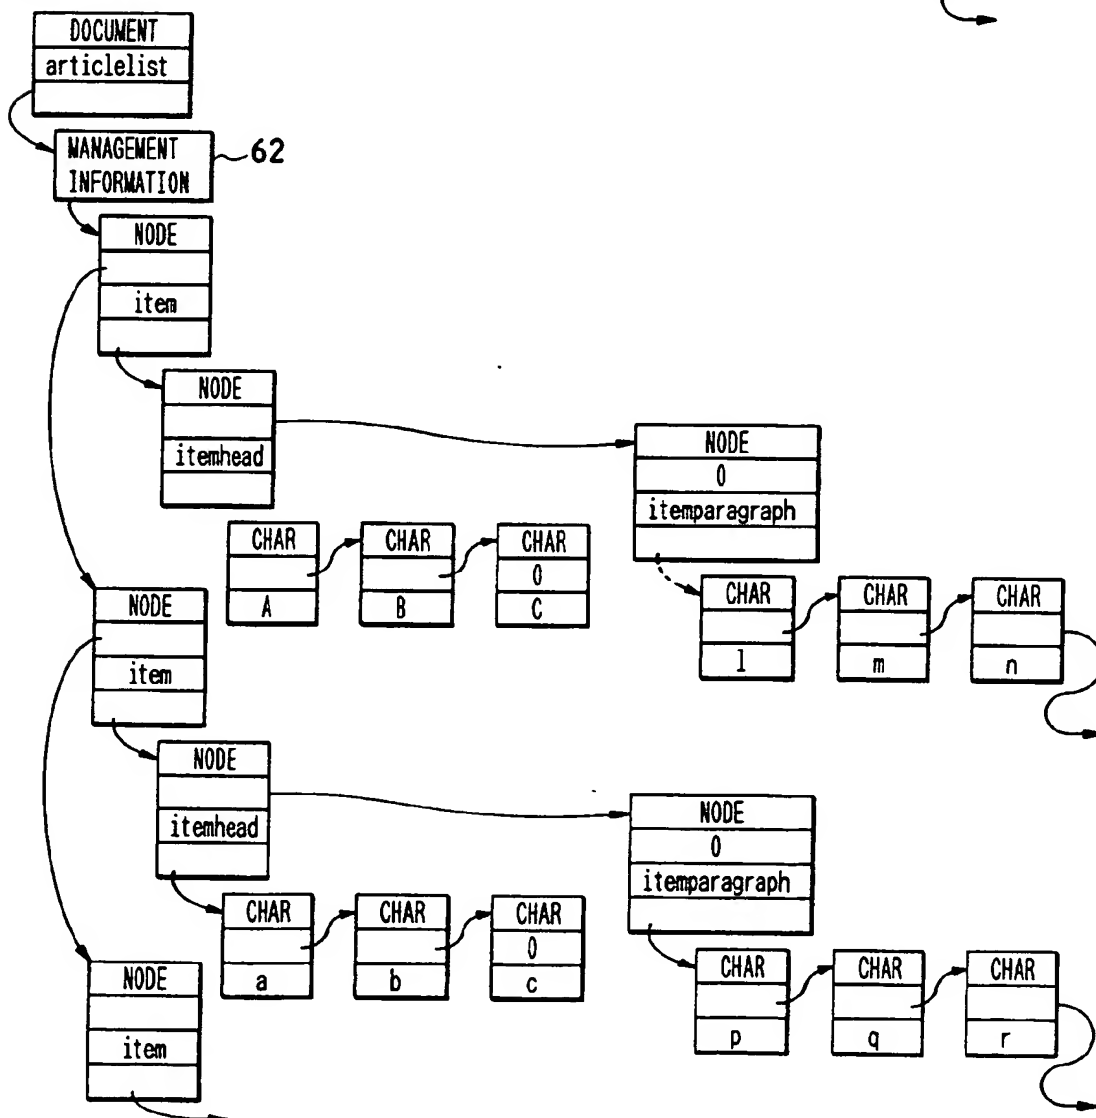 DOCUMENT
articlelist
MANAGEMENT
INFORMATION
62
NODE
item
NODE
itemhead
NODE
0
itemparagraph
CHAR
A
CHAR
B
CHAR
0
C
CHAR
l
CHAR
m
CHAR
n
NODE
item
NODE
itemhead
NODE
0
itemparagraph
CHAR
a
CHAR
b
CHAR
0
c
CHAR
p
CHAR
q
CHAR
r
NODE
item